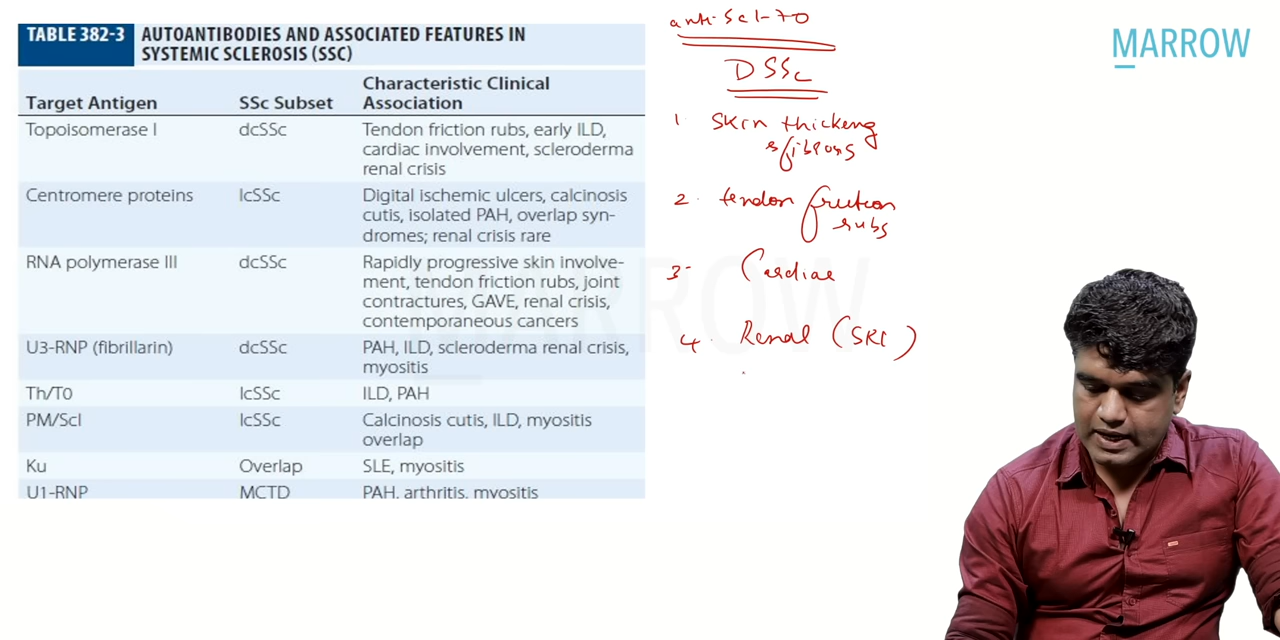 TABLE 382-3
AUTOANTIBODIES AND ASSOCIATED FEATURES IN
SYSTEMIC SCLEROSIS (SSC)
Target Antigen SSc Subset Characteristic Clinical
Association
Topoisomerase I dcSSc Tendon friction rubs, early ILD,
cardiac involvement, scleroderma
renal crisis
Centromere proteins lcSSc Digital ischemic ulcers, calcinosis
cutis, isolated PAH, overlap syn-
dromes; renal crisis rare
RNA polymerase III dcSSc Rapidly progressive skin involve-
ment, tendon friction rubs, joint
contractures, GAVE, renal crisis,
contemporaneous cancers
U3-RNP (fibrillarin) dcSSc PAH, ILD, scleroderma renal crisis,
myositis
Th/T0 lcSSc ILD, PAH
PM/Scl lcSSc Calcinosis cutis, ILD, myositis
overlap
Ku Overlap SLE, myositis
U1-RNP MCTD PAH, arthritis, myositis
anti-Scl-70
DSSc
1. Skin
2. tendon friction
rubs
3- Cardiac
4. Renal
MARROW
MARROW